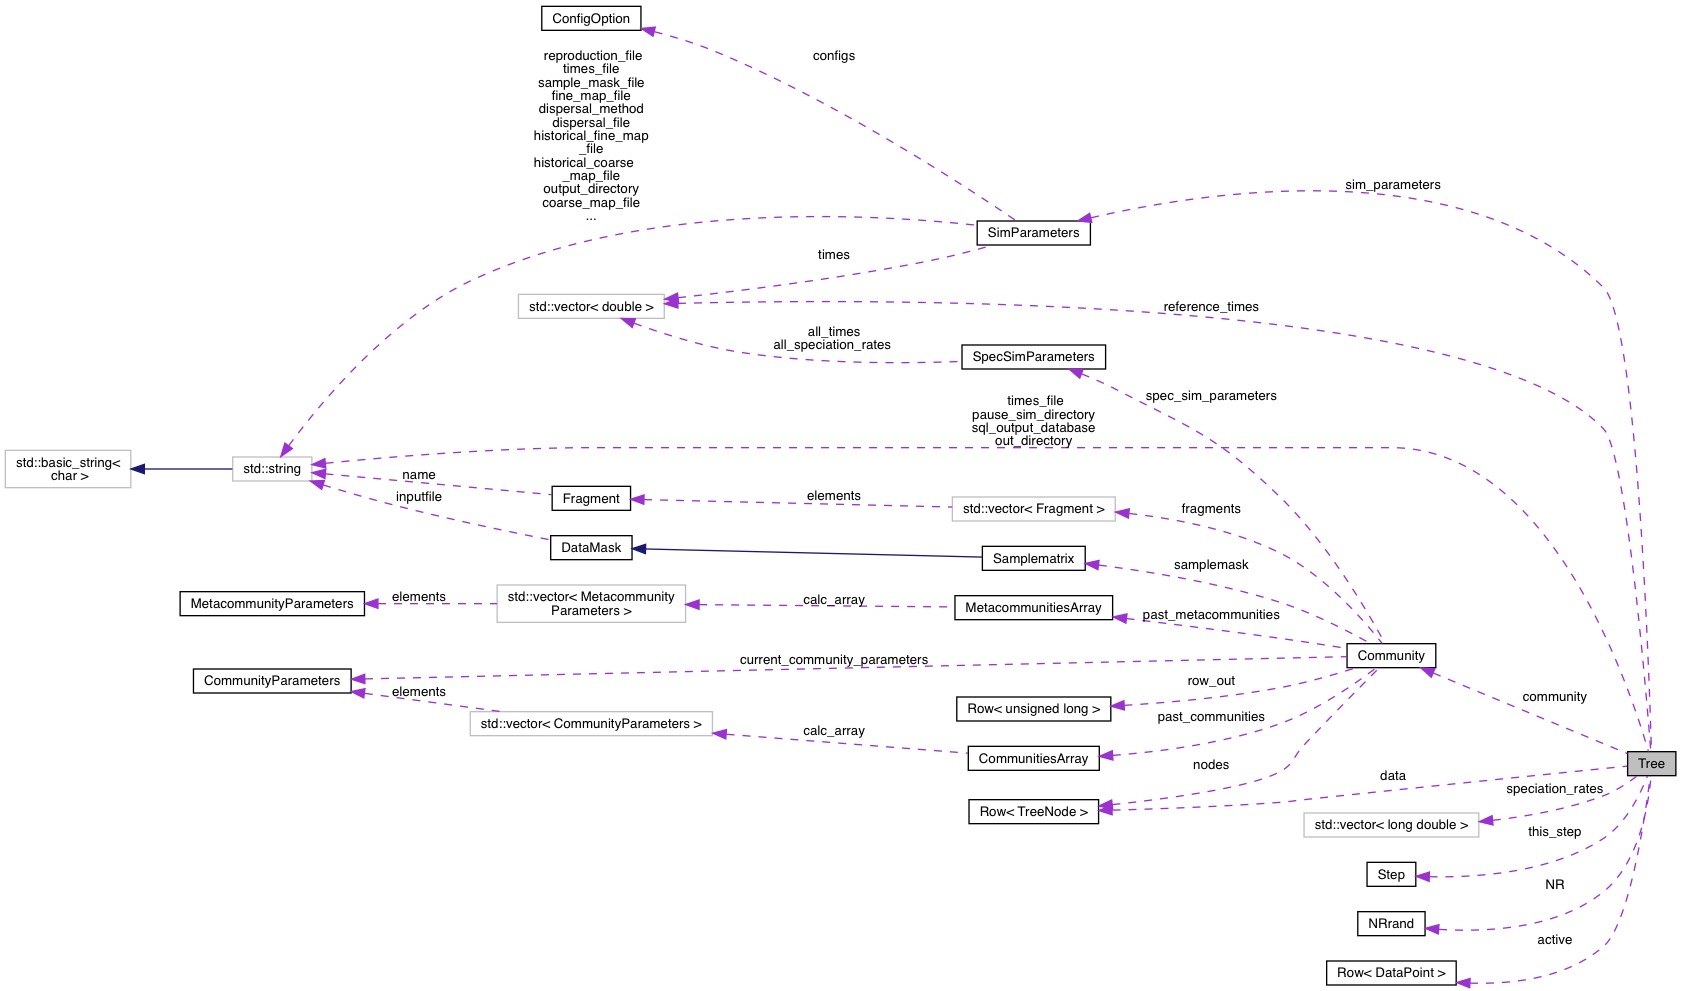 ConfigOption
reproduction_file
times_file
sample_mask_file
fine_map_file
dispersal_method
dispersal_file
historical_fine_map
_file
historical_coarse
_map_file
output_directory
coarse_map_file
...
configs
sim_parameters
SimParameters
times
std::vector< double >
reference_times
all_times
all_speciation_rates
SpecSimParameters
spec_sim_parameters
times_file
pause_sim_directory
sql_output_database
out_directory
std::basic_string<
char >
std::string
name
inputfile
Fragment
elements
std::vector< Fragment >
fragments
DataMask
Samplematrix
samplemask
MetacommunityParameters
elements
std::vector< Metacommunity
Parameters >
calc_array
MetacommunitiesArray
past_metacommunities
Community
current_community_parameters
CommunityParameters
elements
std::vector< CommunityParameters >
calc_array
row_out
Row< unsigned long >
past_communities
CommunitiesArray
nodes
Row< TreeNode >
community
Tree
data
speciation_rates
std::vector< long double >
this_step
Step
NR
NRrand
active
Row< DataPoint >